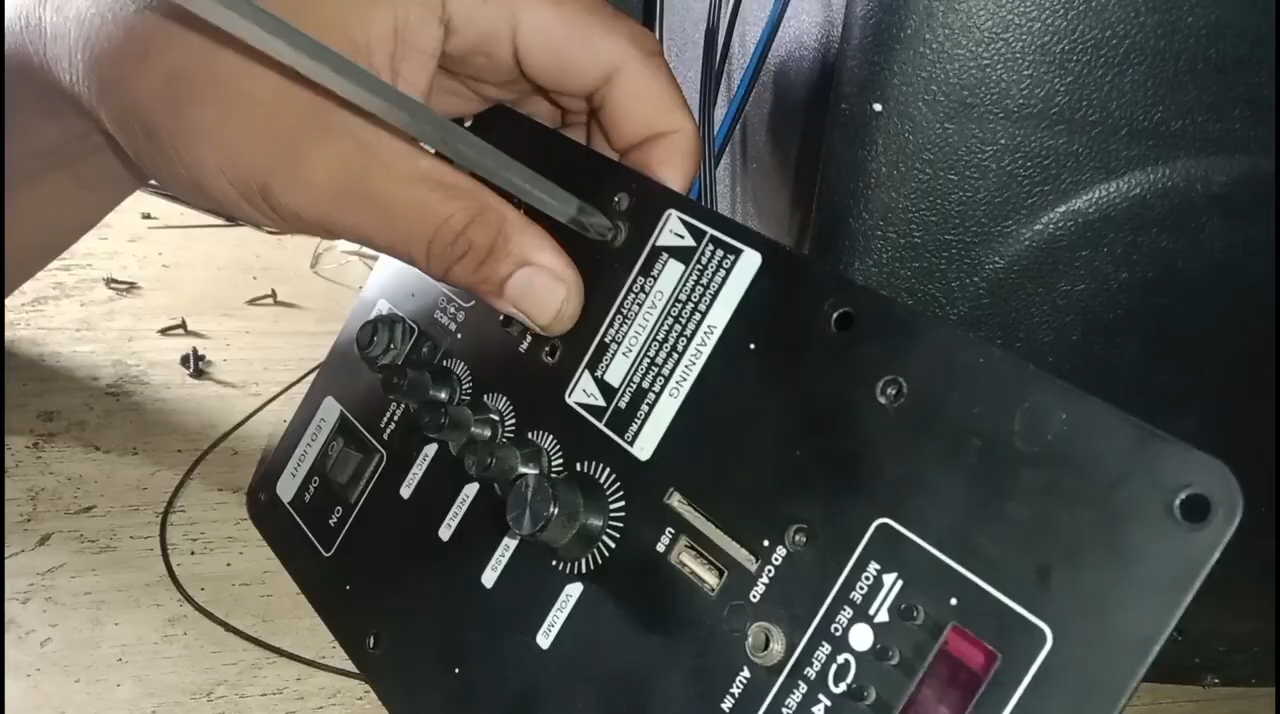 WARNING
TO REDUCE RISK OF FIRE OR ELECTRIC
SHOCK DO NOT EXPOSE THIS
APPLIANCE TO RAIN OR MOISTURE
CAUTION
RISK OF ELECTRIC SHOCK
DO NOT OPEN
PRI
Green
LED LIGHT
OFF
ON
MIC VOL
TREBLE
BASS
VOLUME
USB
SD CARD
AUX IN
MODE REC REPE PREV